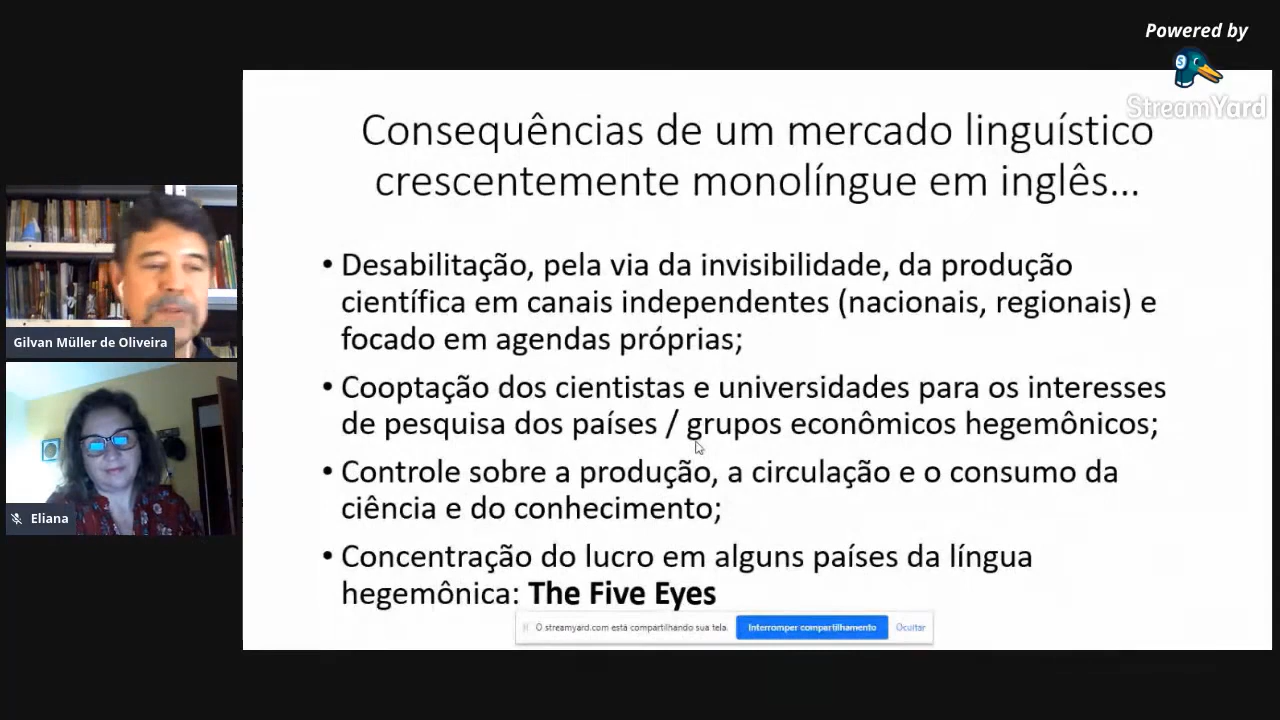 Powered by
StreamYard
Consequências de um mercado linguístico
crescentemente monolíngue em inglês...
• Desabilitação, pela via da invisibilidade, da produção
científica em canais independentes (nacionais, regionais) e
focado em agendas próprias;
• Cooptação dos cientistas e universidades para os interesses
de pesquisa dos países / grupos econômicos hegemônicos;
• Controle sobre a produção, a circulação e o consumo da
ciência e do conhecimento;
• Concentração do lucro em alguns países da língua
hegemônica: The Five Eyes
O streamyard.com está compartilhando sua tela. Interromper compartilhamento Ocultar
Gilvan Müller de Oliveira
Eliana